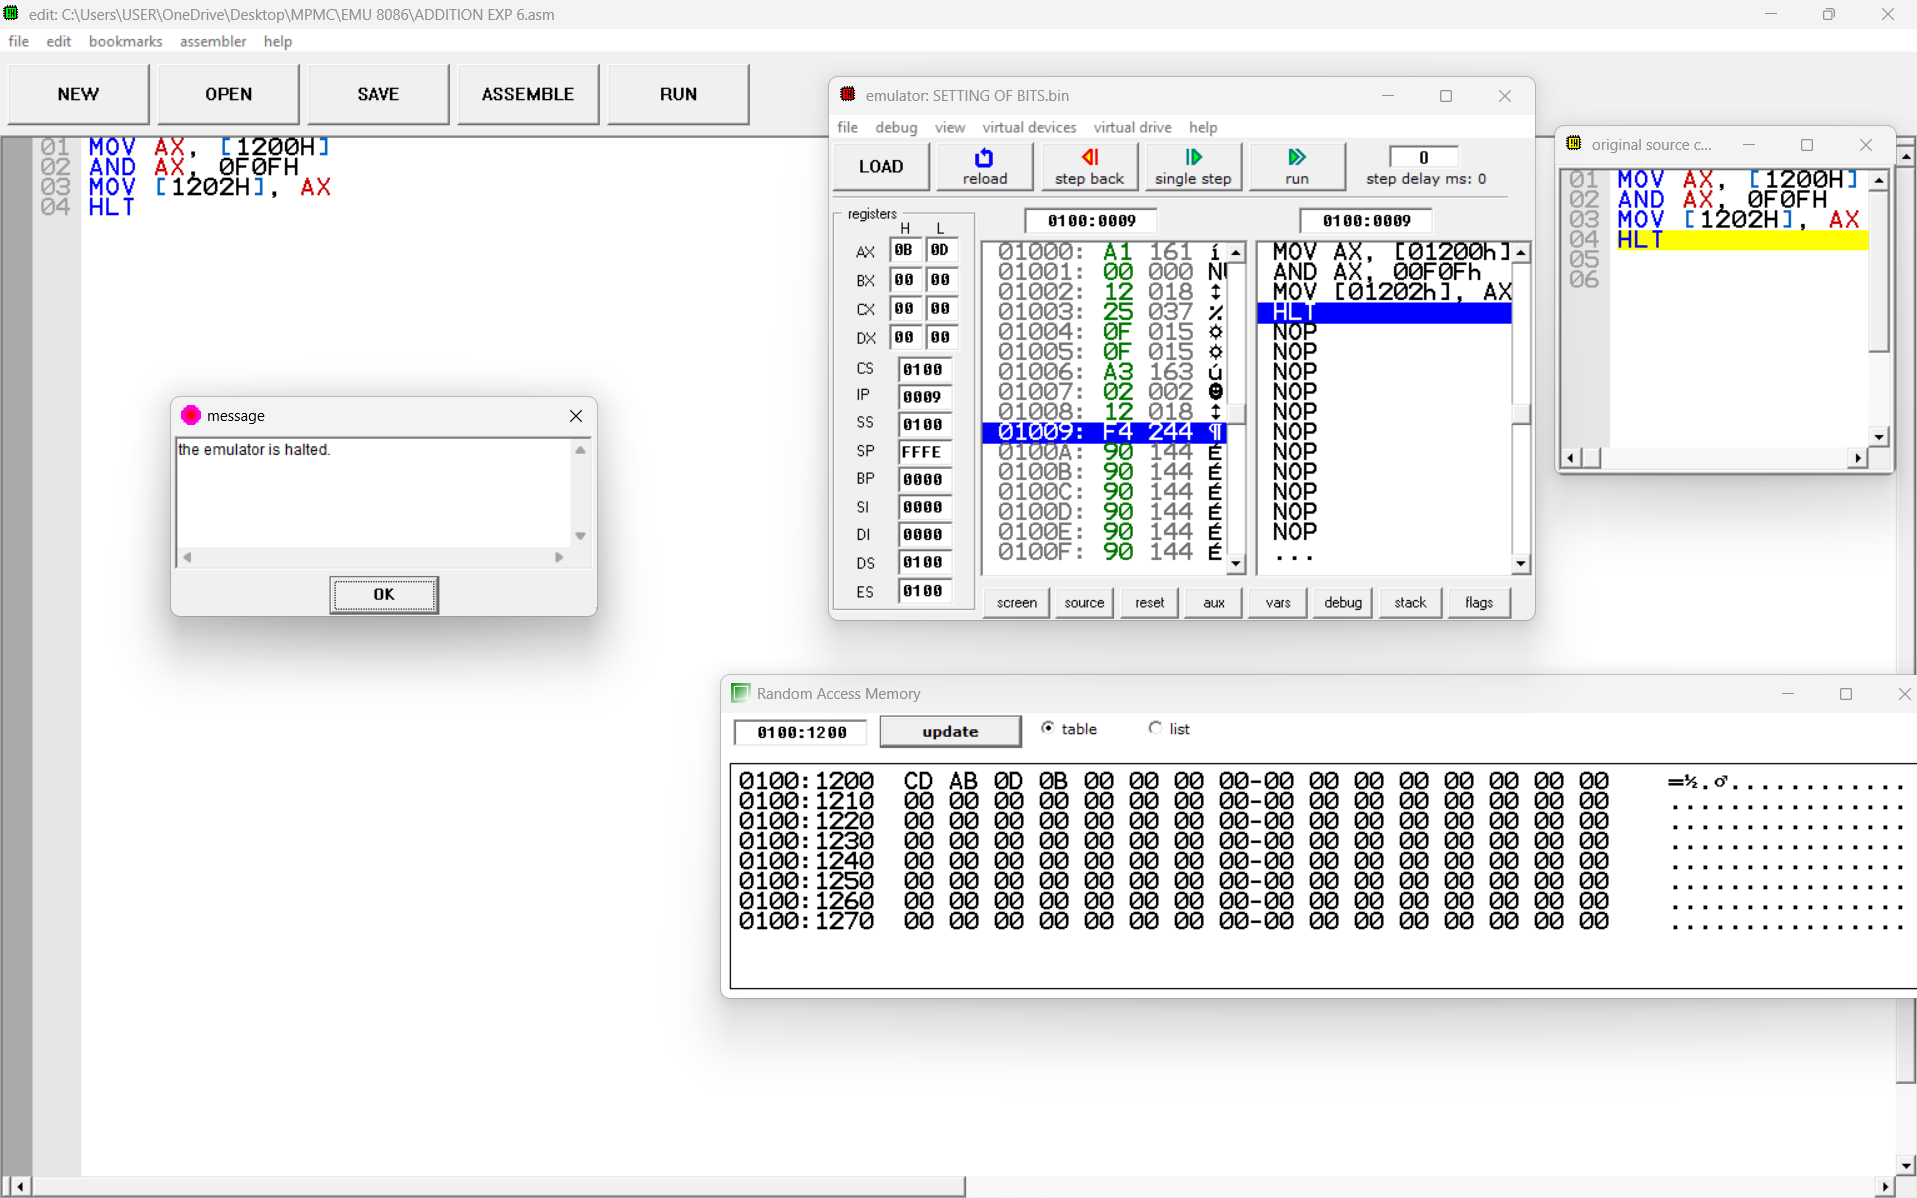 edit: C:\Users\USER\OneDrive\Desktop\MPMC\EMU 8086\ADDITION EXP 6.asm
file edit bookmarks assembler help
NEW OPEN SAVE ASSEMBLE RUN
01 MOV AX, [1200H]
02 AND AX, 0F0FH
03 MOV [1202H], AX
04 HLT
message
the emulator is halted.
OK
emulator: SETTING OF BITS.bin
file debug view virtual devices virtual drive help
LOAD reload step back single step run 0 step delay ms: 0
registers 0100:0009 0100:0009
H L
AX 0B 0D
BX 00 00
CX 00 00
DX 00 00
CS 0100
IP 0009
SS 0100
SP FFFE
BP 0000
SI 0000
DI 0000
DS 0100
ES 0100
01000: A1 161 í
01001: 00 000
01002: 12 018 ↕
01003: 25 037 %
01004: 0F 015 ☼
01005: 0F 015 ☼
01006: A3 163 ú
01007: 02 002 ☻
01008: 12 018 ↕
01009: F4 244 ¶
0100A: 90 144 É
0100B: 90 144 É
0100C: 90 144 É
0100D: 90 144 É
0100E: 90 144 É
0100F: 90 144 É
MOV AX, [01200h]
AND AX, 00F0Fh
MOV [01202h], AX
HLT
NOP
NOP
NOP
NOP
NOP
NOP
NOP
NOP
NOP
NOP
NOP
...
screen source reset aux vars debug stack flags
original source c...
01 MOV AX, [1200H]
02 AND AX, 0F0FH
03 MOV [1202H], AX
04 HLT
05
06
Random Access Memory
0100:1200 update table list
0100:1200 CD AB 0D 0B 00 00 00 00-00 00 00 00 00 00 00 00 =½.♂............
0100:1210 00 00 00 00 00 00 00 00-00 00 00 00 00 00 00 00 ................
0100:1220 00 00 00 00 00 00 00 00-00 00 00 00 00 00 00 00 ................
0100:1230 00 00 00 00 00 00 00 00-00 00 00 00 00 00 00 00 ................
0100:1240 00 00 00 00 00 00 00 00-00 00 00 00 00 00 00 00 ................
0100:1250 00 00 00 00 00 00 00 00-00 00 00 00 00 00 00 00 ................
0100:1260 00 00 00 00 00 00 00 00-00 00 00 00 00 00 00 00 ................
0100:1270 00 00 00 00 00 00 00 00-00 00 00 00 00 00 00 00 ................